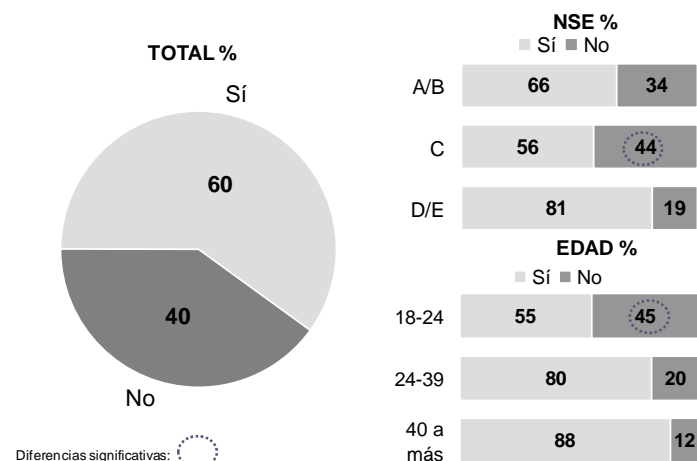 TOTAL %
Sí
60
40
No
Diferencias significativas:
NSE %
Sí No
A/B 66 34
C 56 44
D/E 81 19
EDAD %
Sí No
18-24 55 45
24-39 80 20
40 a
más
88 12